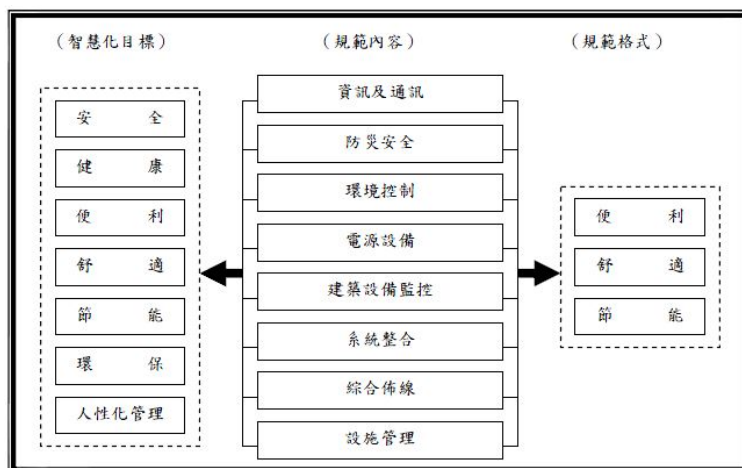 （智慧化目標）
（規範內容）
（規範格式）
安全
健康
便利
舒適
節能
環保
人性化管理
資訊及通訊
防災安全
環境控制
電源設備
建築設備監控
系統整合
綜合佈線
設施管理
便利
舒適
節能